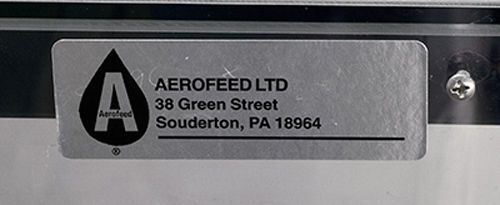 A
Aerofeed
®
AEROFEED LTD
38 Green Street
Souderton, PA 18964